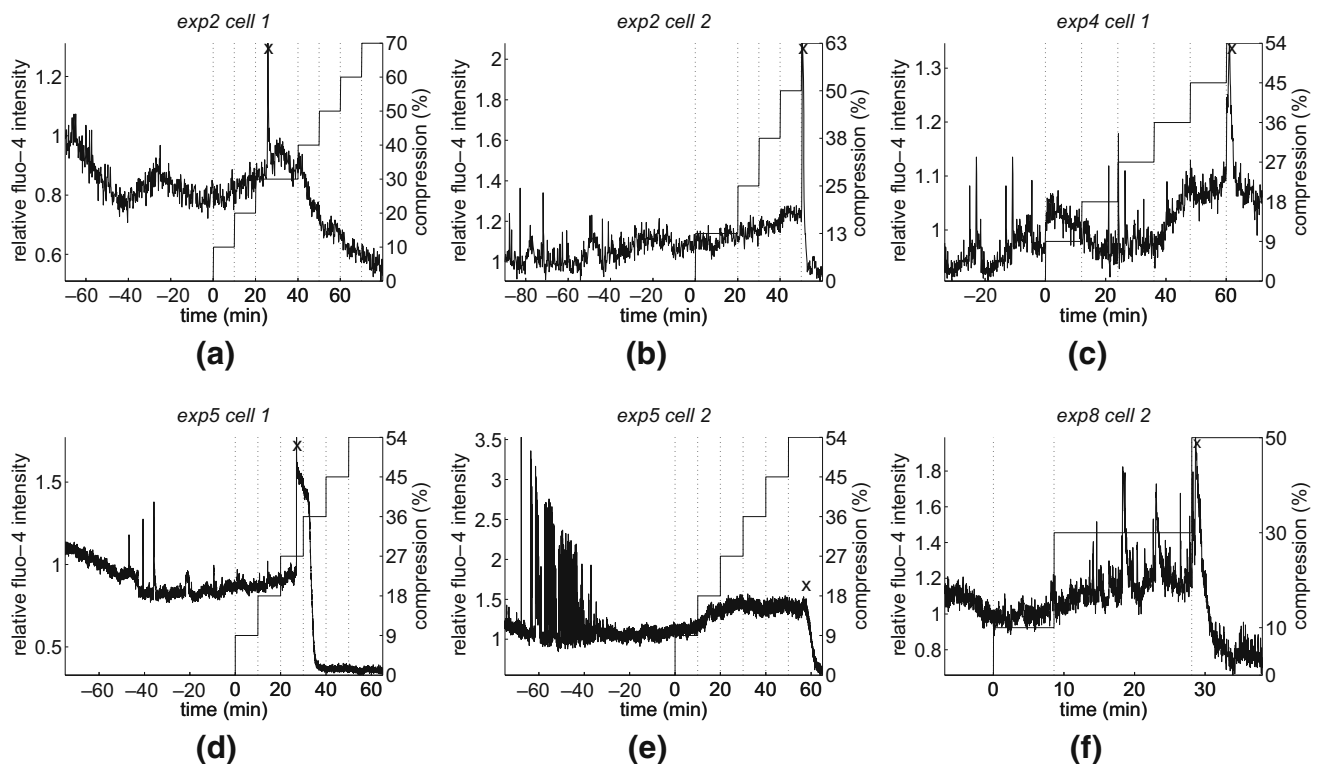 exp2 cell 1
relative fluo−4 intensity
1.2
1
0.8
0.6
70
60
50
40
30
20
10
0
compression (%)
x
−60 −40 −20 0 20 40 60
time (min)
(a)
exp2 cell 2
relative fluo−4 intensity
2
1.8
1.6
1.4
1.2
1
63
50
38
25
13
0
compression (%)
x
−80 −60 −40 −20 0 20 40
time (min)
(b)
exp4 cell 1
relative fluo−4 intensity
1.3
1.2
1.1
1
54
45
36
27
18
9
0
compression (%)
x
−20 0 20 40 60
time (min)
(c)
exp5 cell 1
relative fluo−4 intensity
1.5
1
0.5
54
45
36
27
18
9
0
compression (%)
x
−60 −40 −20 0 20 40 60
time (min)
(d)
exp5 cell 2
relative fluo−4 intensity
3.5
3
2.5
2
1.5
1
54
45
36
27
18
9
0
compression (%)
x
−60 −40 −20 0 20 40 60
time (min)
(e)
exp8 cell 2
relative fluo−4 intensity
1.8
1.6
1.4
1.2
1
0.8
50
30
10
0
compression (%)
x
0 10 20 30
time (min)
(f)